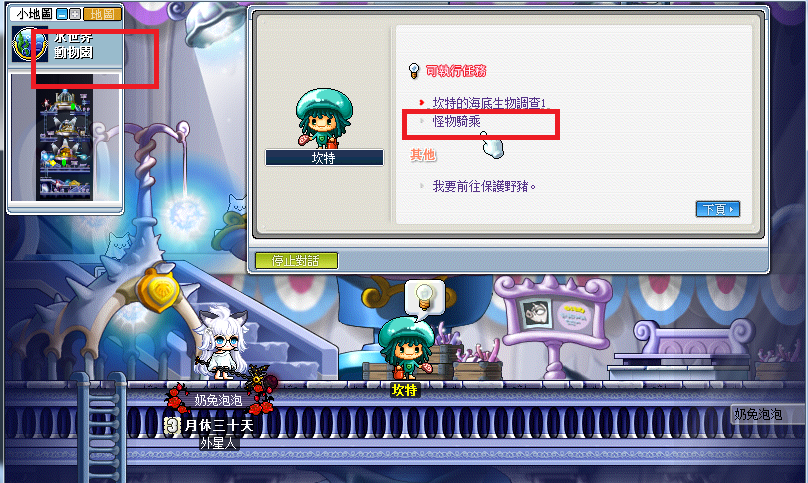 小地圖
地圖
水世界
動物園
可執行任務
坎特的海底生物調查1
怪物騎乘
坎特
其他
我要前往保護野豬。
下頁
停止對話
坎特
奶免泡泡
月休三十天
外星人
奶免泡泡